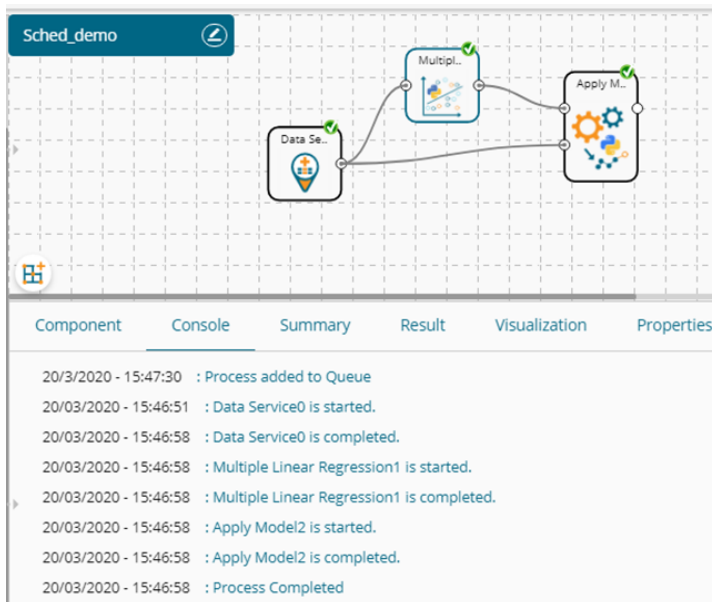 Sched_demo
Multipl..
Apply M..
Data Se..
Component Console Summary Result Visualization Properties
20/3/2020 - 15:47:30 : Process added to Queue
20/03/2020 - 15:46:51 : Data Service0 is started.
20/03/2020 - 15:46:58 : Data Service0 is completed.
20/03/2020 - 15:46:58 : Multiple Linear Regression1 is started.
20/03/2020 - 15:46:58 : Multiple Linear Regression1 is completed.
20/03/2020 - 15:46:58 : Apply Model2 is started.
20/03/2020 - 15:46:58 : Apply Model2 is completed.
20/03/2020 - 15:46:58 : Process Completed